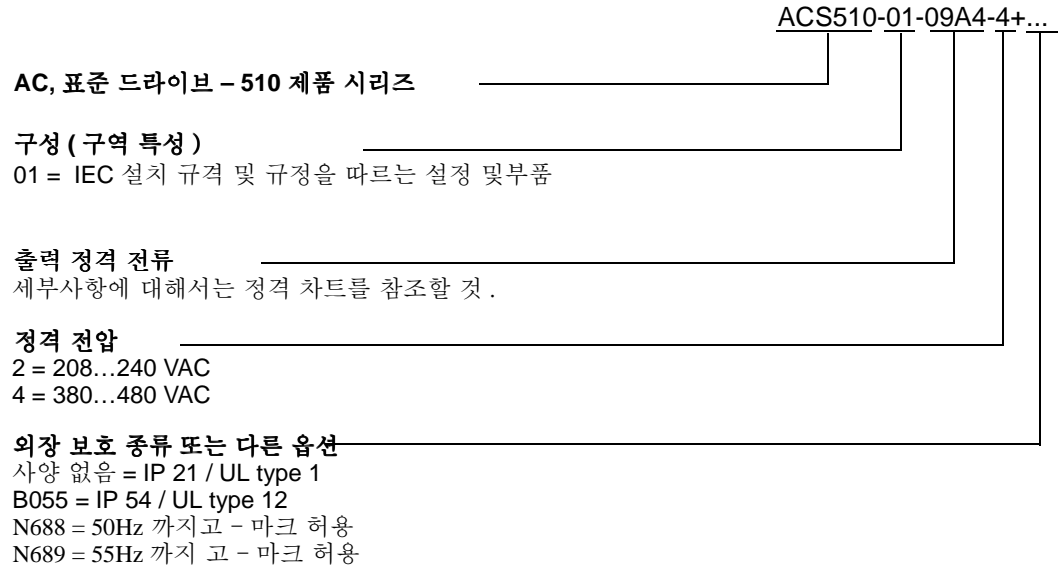 ACS510-01-09A4-4+...
AC, 표준 드라이브 – 510 제품 시리즈
구성 ( 구역 특성 )
01 = IEC 설치 규격 및 규정을 따르는 설정 및부품
출력 정격 전류
세부사항에 대해서는 정격 차트를 참조할 것 .
정격 전압
2 = 208…240 VAC
4 = 380…480 VAC
외장 보호 종류 또는 다른 옵션
사양 없음 = IP 21 / UL type 1
B055 = IP 54 / UL type 12
N688 = 50Hz 까지고 - 마크 허용
N689 = 55Hz 까지 고 - 마크 허용